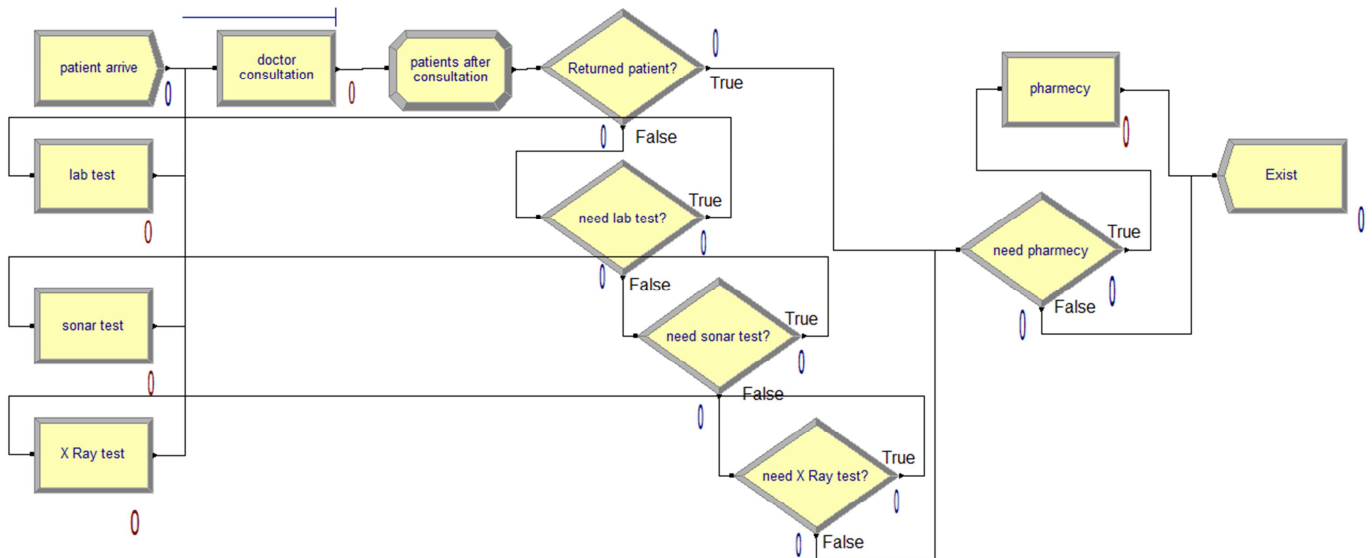 patient arrive
0
doctor
consultation
0
patients after
consultation
Returned patient?
0
True
0
False
lab test
0
need lab test?
True
0
0
False
sonar test
0
need sonar test?
True
0
0
False
X Ray test
0
need X Ray test?
True
0
0
False
pharmecy
0
need pharmecy
True
0
0
False
Exist
0